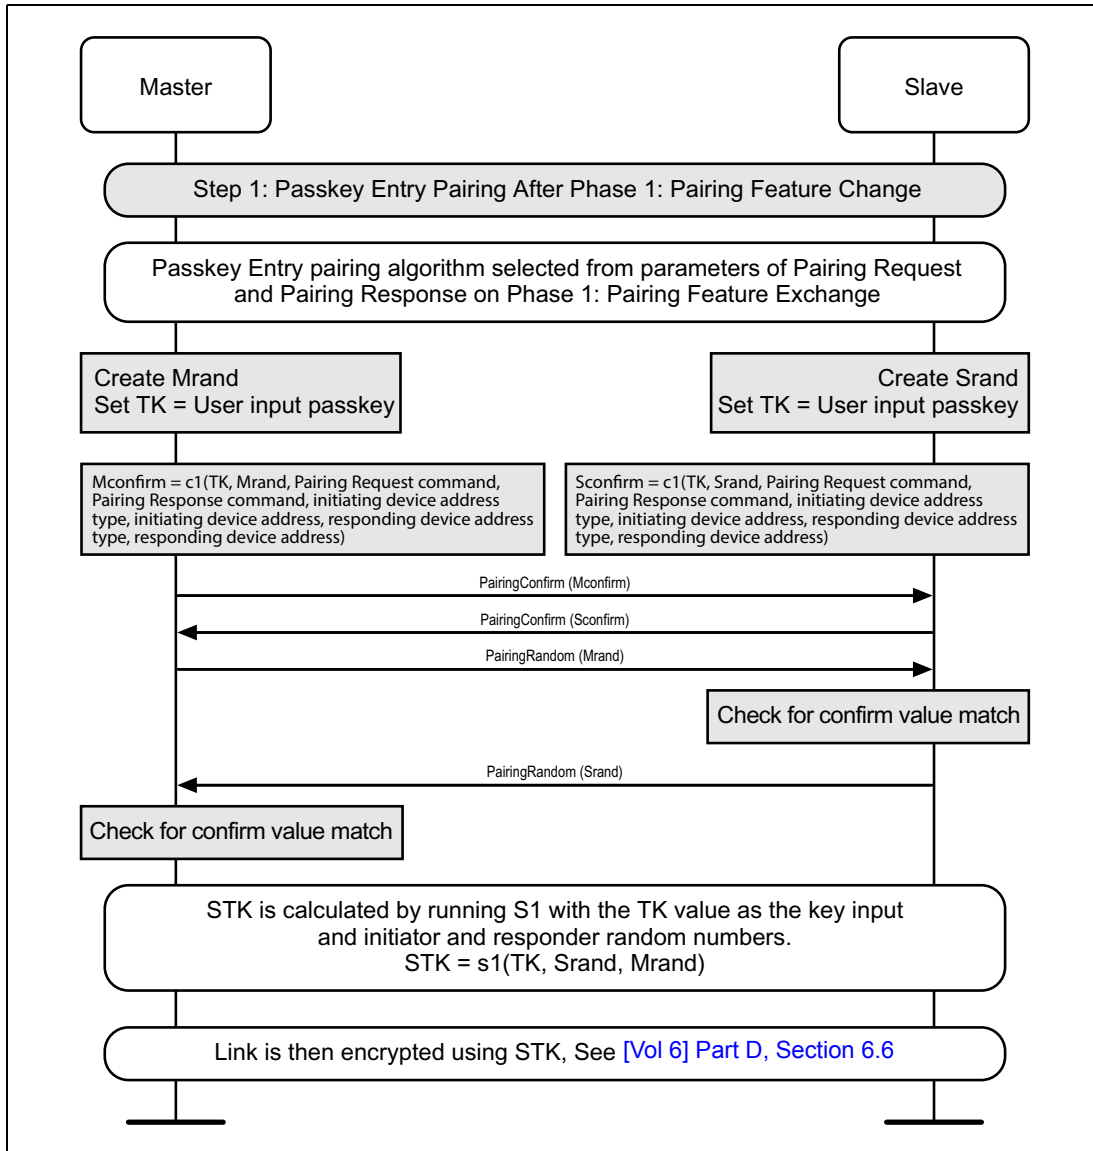 Master
Slave
Step 1: Passkey Entry Pairing After Phase 1: Pairing Feature Change
Passkey Entry pairing algorithm selected from parameters of Pairing Request
and Pairing Response on Phase 1: Pairing Feature Exchange
Create Mrand
Set TK = User input passkey
Create Srand
Set TK = User input passkey
Mconfirm = c1(TK, Mrand, Pairing Request command,
Pairing Response command, initiating device address
type, initiating device address, responding device address
type, responding device address)
Sconfirm = c1(TK, Srand, Pairing Request command,
Pairing Response command, initiating device address
type, initiating device address, responding device address
type, responding device address)
PairingConfirm (Mconfirm)
PairingConfirm (Sconfirm)
PairingRandom (Mrand)
Check for confirm value match
PairingRandom (Srand)
Check for confirm value match
STK is calculated by running S1 with the TK value as the key input
and initiator and responder random numbers.
STK = s1(TK, Srand, Mrand)
Link is then encrypted using STK, See [Vol 6] Part D, Section 6.6